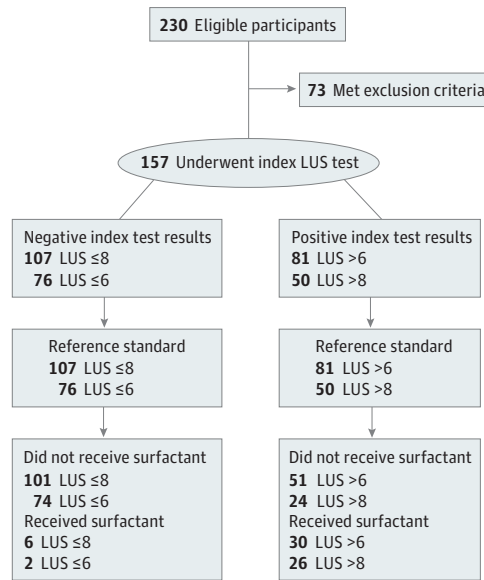 230 Eligible participants
73 Met exclusion criteria
157 Underwent index LUS test
Negative index test results
107 LUS ≤8
76 LUS ≤6
Positive index test results
81 LUS >6
50 LUS >8
Reference standard
107 LUS ≤8
76 LUS ≤6
Reference standard
81 LUS >6
50 LUS >8
Did not receive surfactant
101 LUS ≤8
74 LUS ≤6
Received surfactant
6 LUS ≤8
2 LUS ≤6
Did not receive surfactant
51 LUS >6
24 LUS >8
Received surfactant
30 LUS >6
26 LUS >8